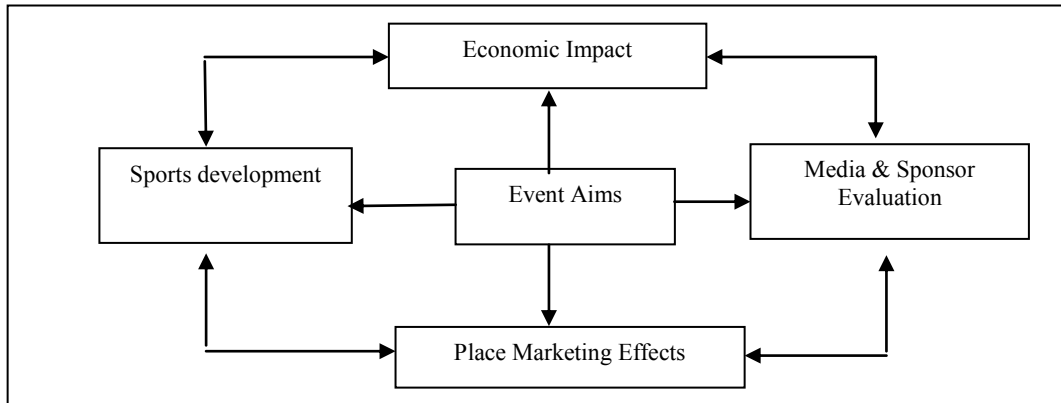 Economic Impact
Sports development
Event Aims
Media & Sponsor
Evaluation
Place Marketing Effects